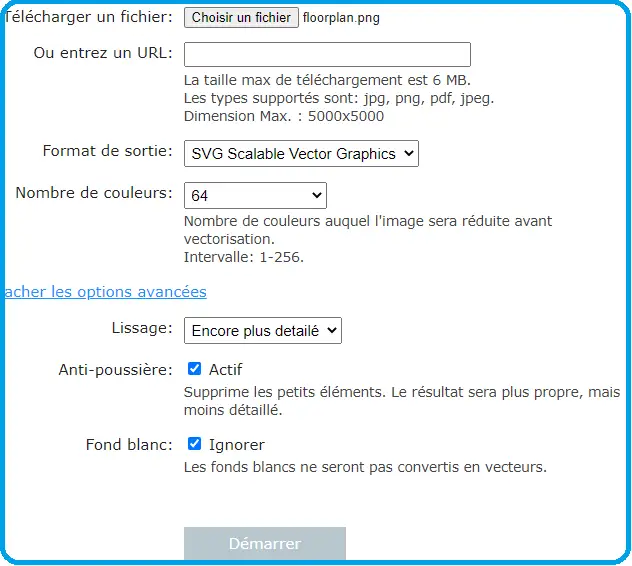 Télécharger un fichier: Choisir un fichier floorplan.png
Ou entrez un URL:
La taille max de téléchargement est 6 MB.
Les types supportés sont: jpg, png, pdf, jpeg.
Dimension Max. : 5000x5000
Format de sortie: SVG Scalable Vector Graphics
Nombre de couleurs: 64
Nombre de couleurs auquel l'image sera réduite avant
vectorisation.
Intervalle: 1-256.
acher les options avancées
Lissage: Encore plus detailé
Anti-poussière: Actif
Supprime les petits éléments. Le résultat sera plus propre, mais
moins détaillé.
Fond blanc: Ignorer
Les fonds blancs ne seront pas convertis en vecteurs.
Démarrer